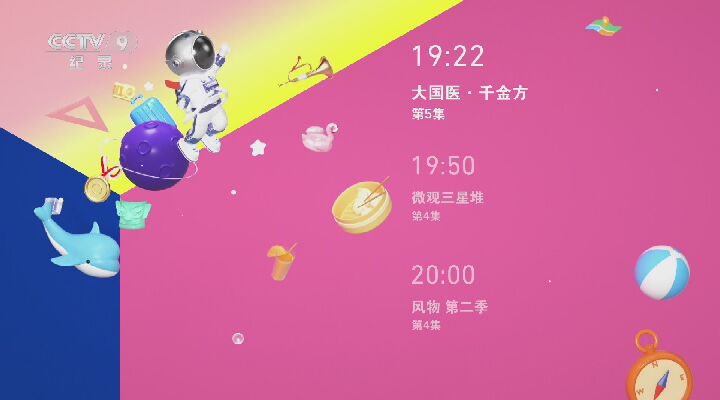 CCTV 9
纪录
19:22
大国医·千金方
第5集
19:50
微观三星堆
第4集
20:00
风物 第二季
第4集
N
E